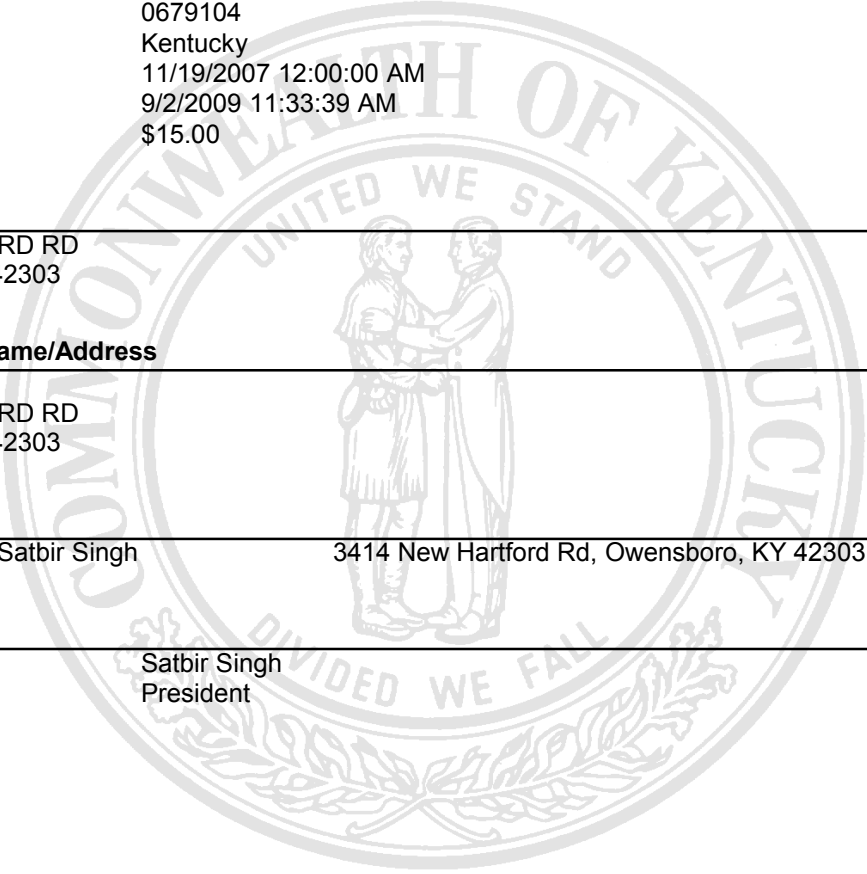 0679104
Kentucky
11/19/2007 12:00:00 AM
9/2/2009 11:33:39 AM
$15.00
COMMONWEALTH OF KENTUCKY
UNITED WE STAND
RD RD
42303
ame/Address
RD RD
42303
Satbir Singh 3414 New Hartford Rd, Owensboro, KY 42303
DIVIDED WE FALL
Satbir Singh
President